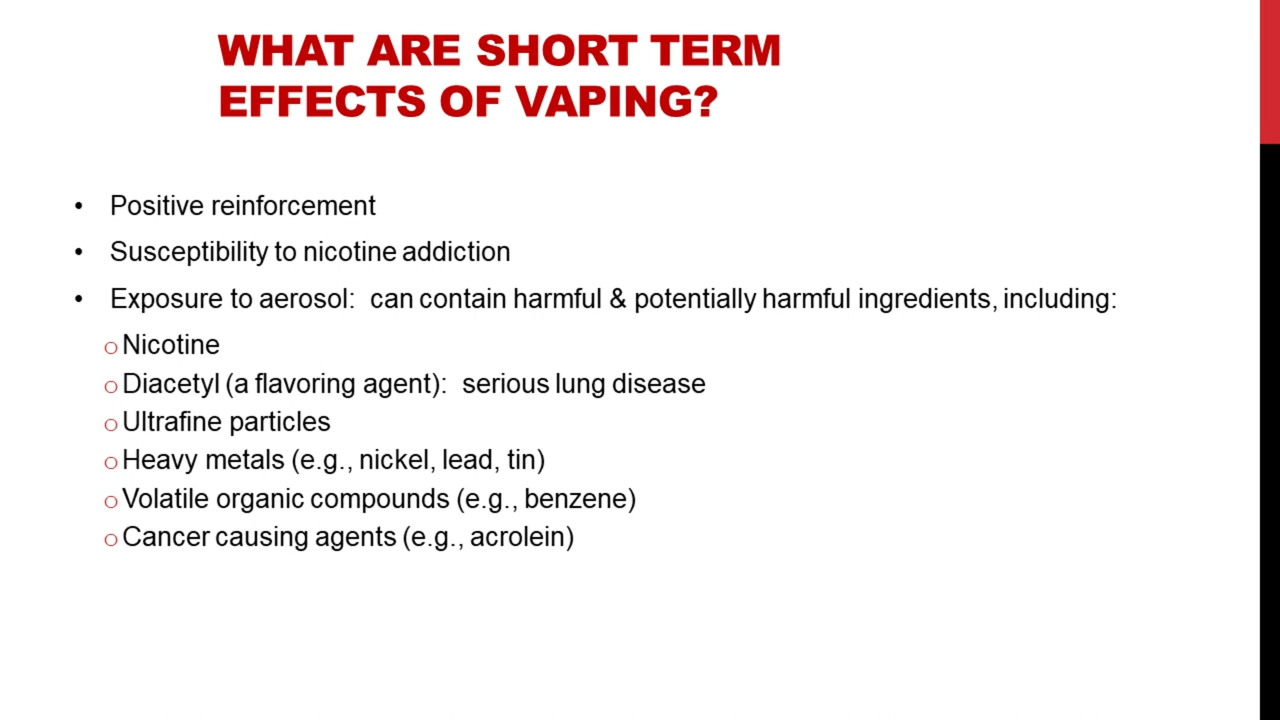 WHAT ARE SHORT TERM
EFFECTS OF VAPING?
• Positive reinforcement
• Susceptibility to nicotine addiction
• Exposure to aerosol: can contain harmful & potentially harmful ingredients, including:
o Nicotine
o Diacetyl (a flavoring agent): serious lung disease
o Ultrafine particles
o Heavy metals (e.g., nickel, lead, tin)
o Volatile organic compounds (e.g., benzene)
o Cancer causing agents (e.g., acrolein)